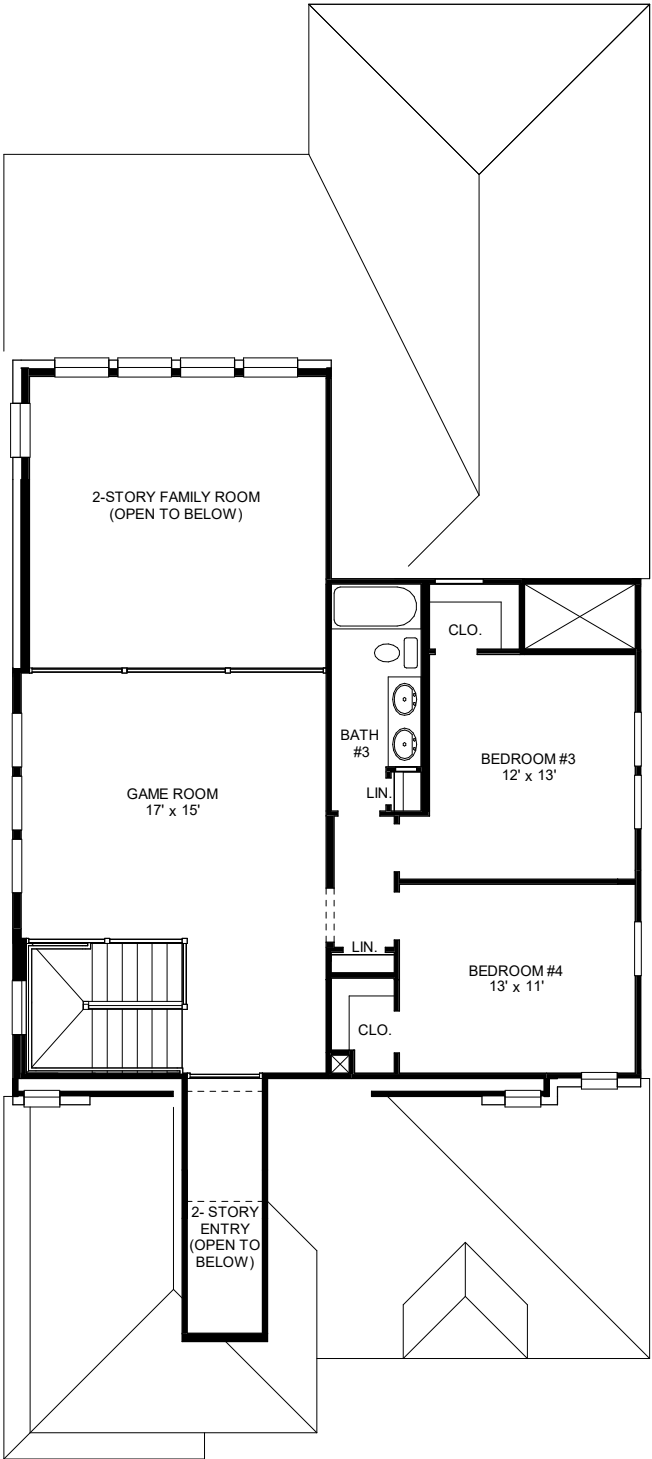 2-STORY FAMILY ROOM
(OPEN TO BELOW)
CLO.
BATH
#3
BEDROOM #3
12' x 13'
GAME ROOM
17' x 15'
LIN.
LIN.
BEDROOM #4
13' x 11'
CLO.
2- STORY
ENTRY
(OPEN TO
BELOW)